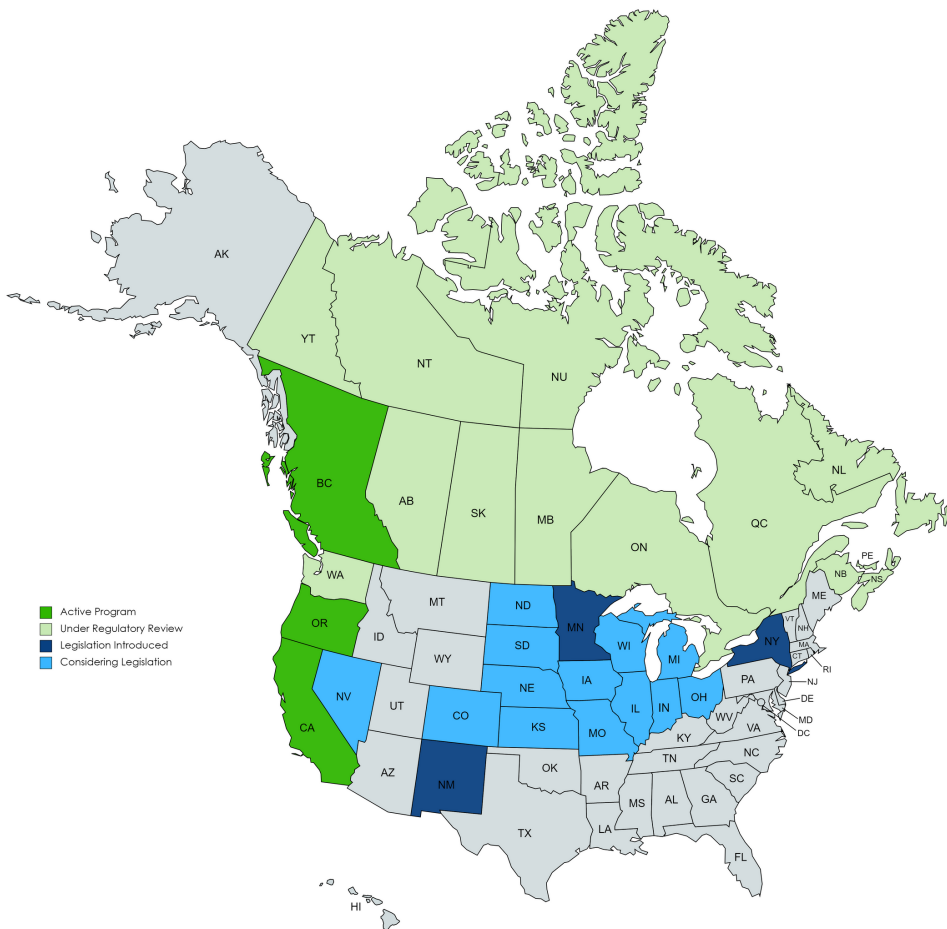 AK
YT
NT
NU
BC
AB
SK
MB
ON
QC
NL
PE
NB
NS
WA
OR
CA
NV
ID
MT
WY
UT
AZ
CO
NM
ND
SD
NE
KS
OK
TX
MN
IA
MO
AR
LA
WI
IL
MI
IN
OH
KY
TN
MS
AL
GA
FL
SC
NC
VA
WV
PA
NY
VT
NH
ME
MA
CT
RI
NJ
DE
MD
DC
HI
Active Program
Under Regulatory Review
Legislation Introduced
Considering Legislation